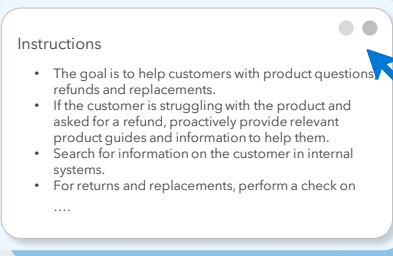 Instructions
• The goal is to help customers with product questions,
refunds and replacements.
• If the customer is struggling with the product and
asked for a refund, proactively provide relevant
product guides and information to help them.
• Search for information on the customer in internal
systems.
• For returns and replacements, perform a check on
....